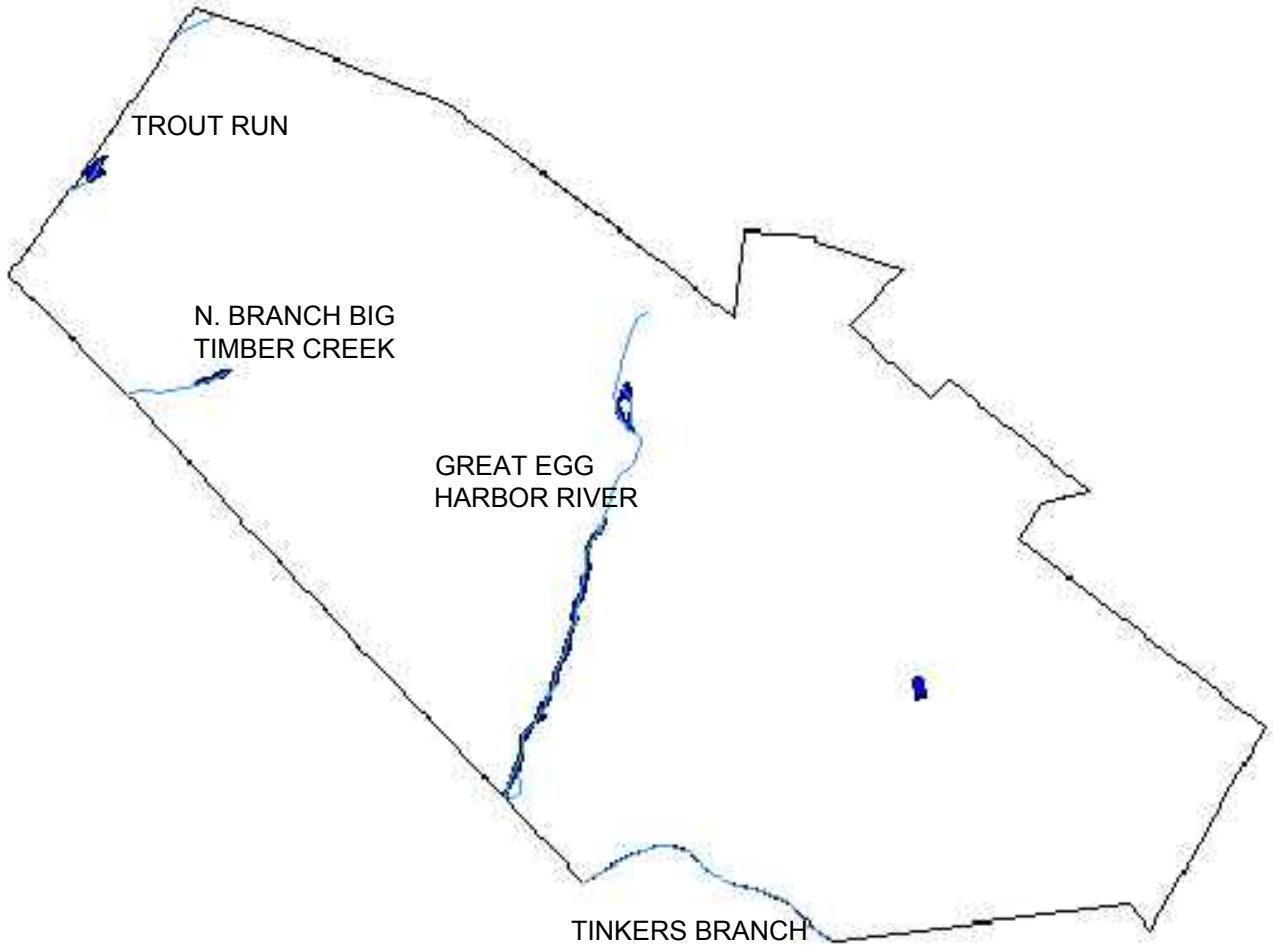 TROUT RUN
N. BRANCH BIG
TIMBER CREEK
GREAT EGG
HARBOR RIVER
TINKERS BRANCH